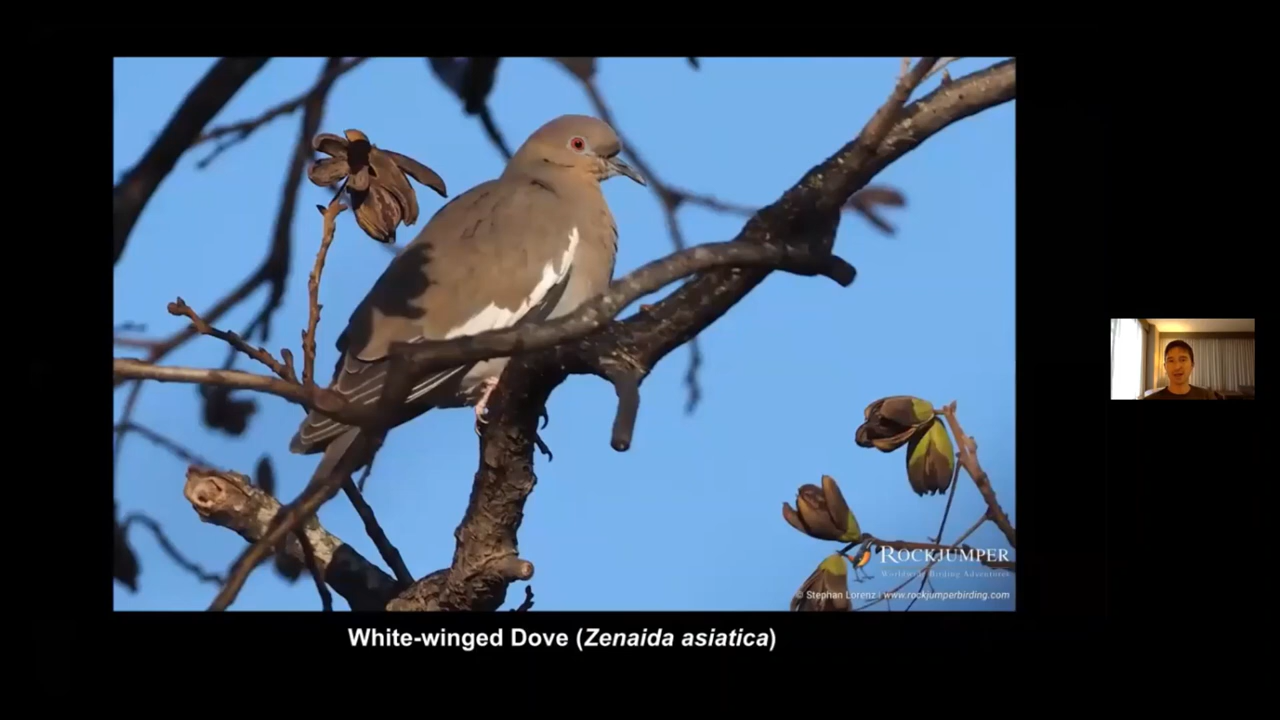 ROCKJUMPER
Worldwide Birding Adventures
© Stephan Lorenz | www.rockjumperbirding.com
White-winged Dove (Zenaida asiatica)